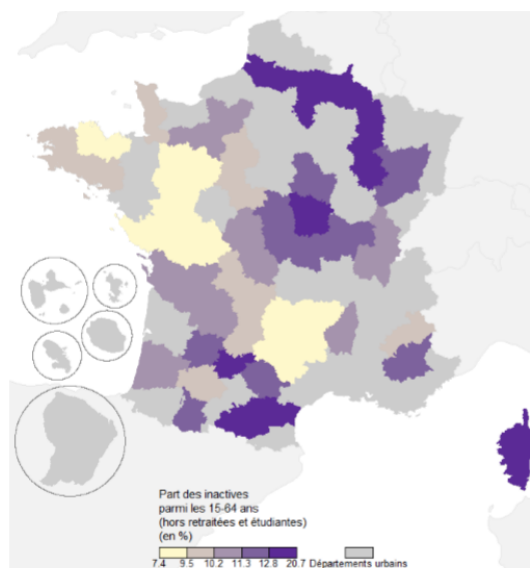 Part des inactives
parmi les 15-64 ans
(hors retraitées et étudiantes)
(en %)
7.4 9.5 10.2 11.3 12.8 20.7 Départements urbains